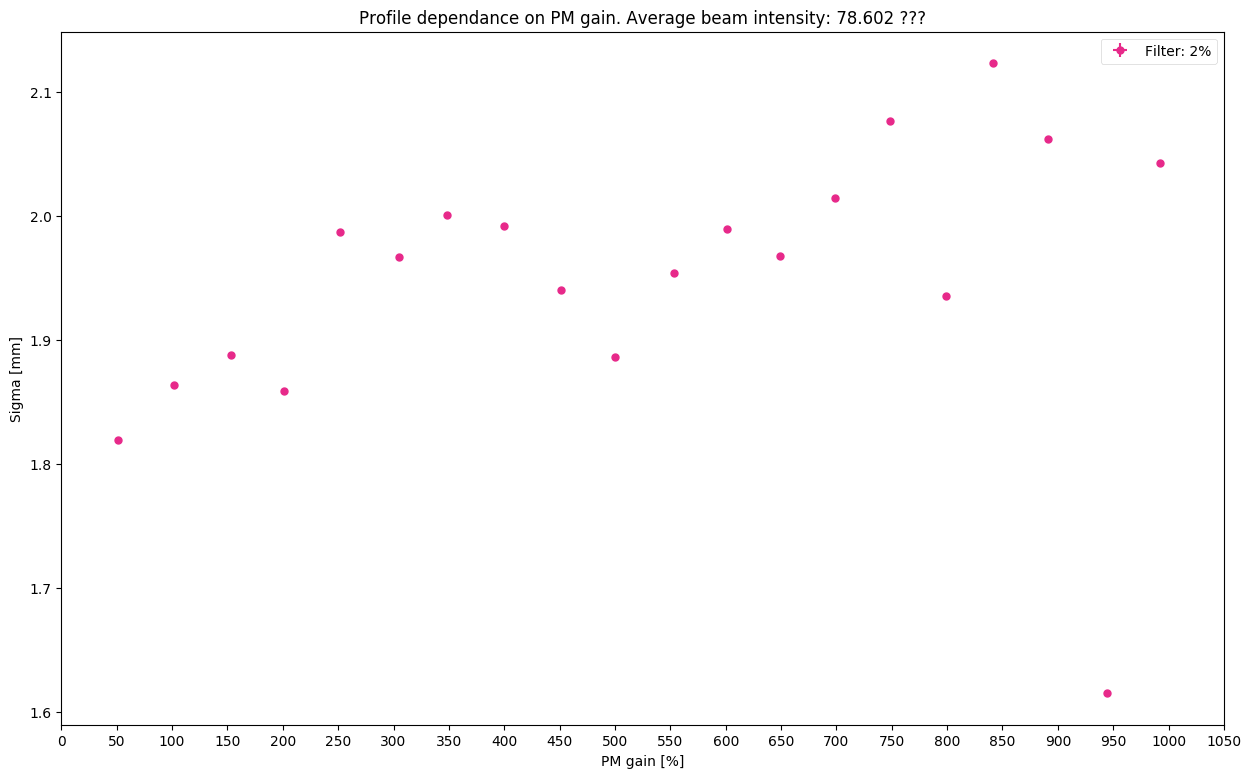 Profile dependance on PM gain. Average beam intensity: 78.602 ???
Filter: 2%
2.1
2.0
1.9
1.8
1.7
1.6
Sigma [mm]
0 50 100 150 200 250 300 350 400 450 500 550 600 650 700 750 800 850 900 950 1000 1050
PM gain [%]